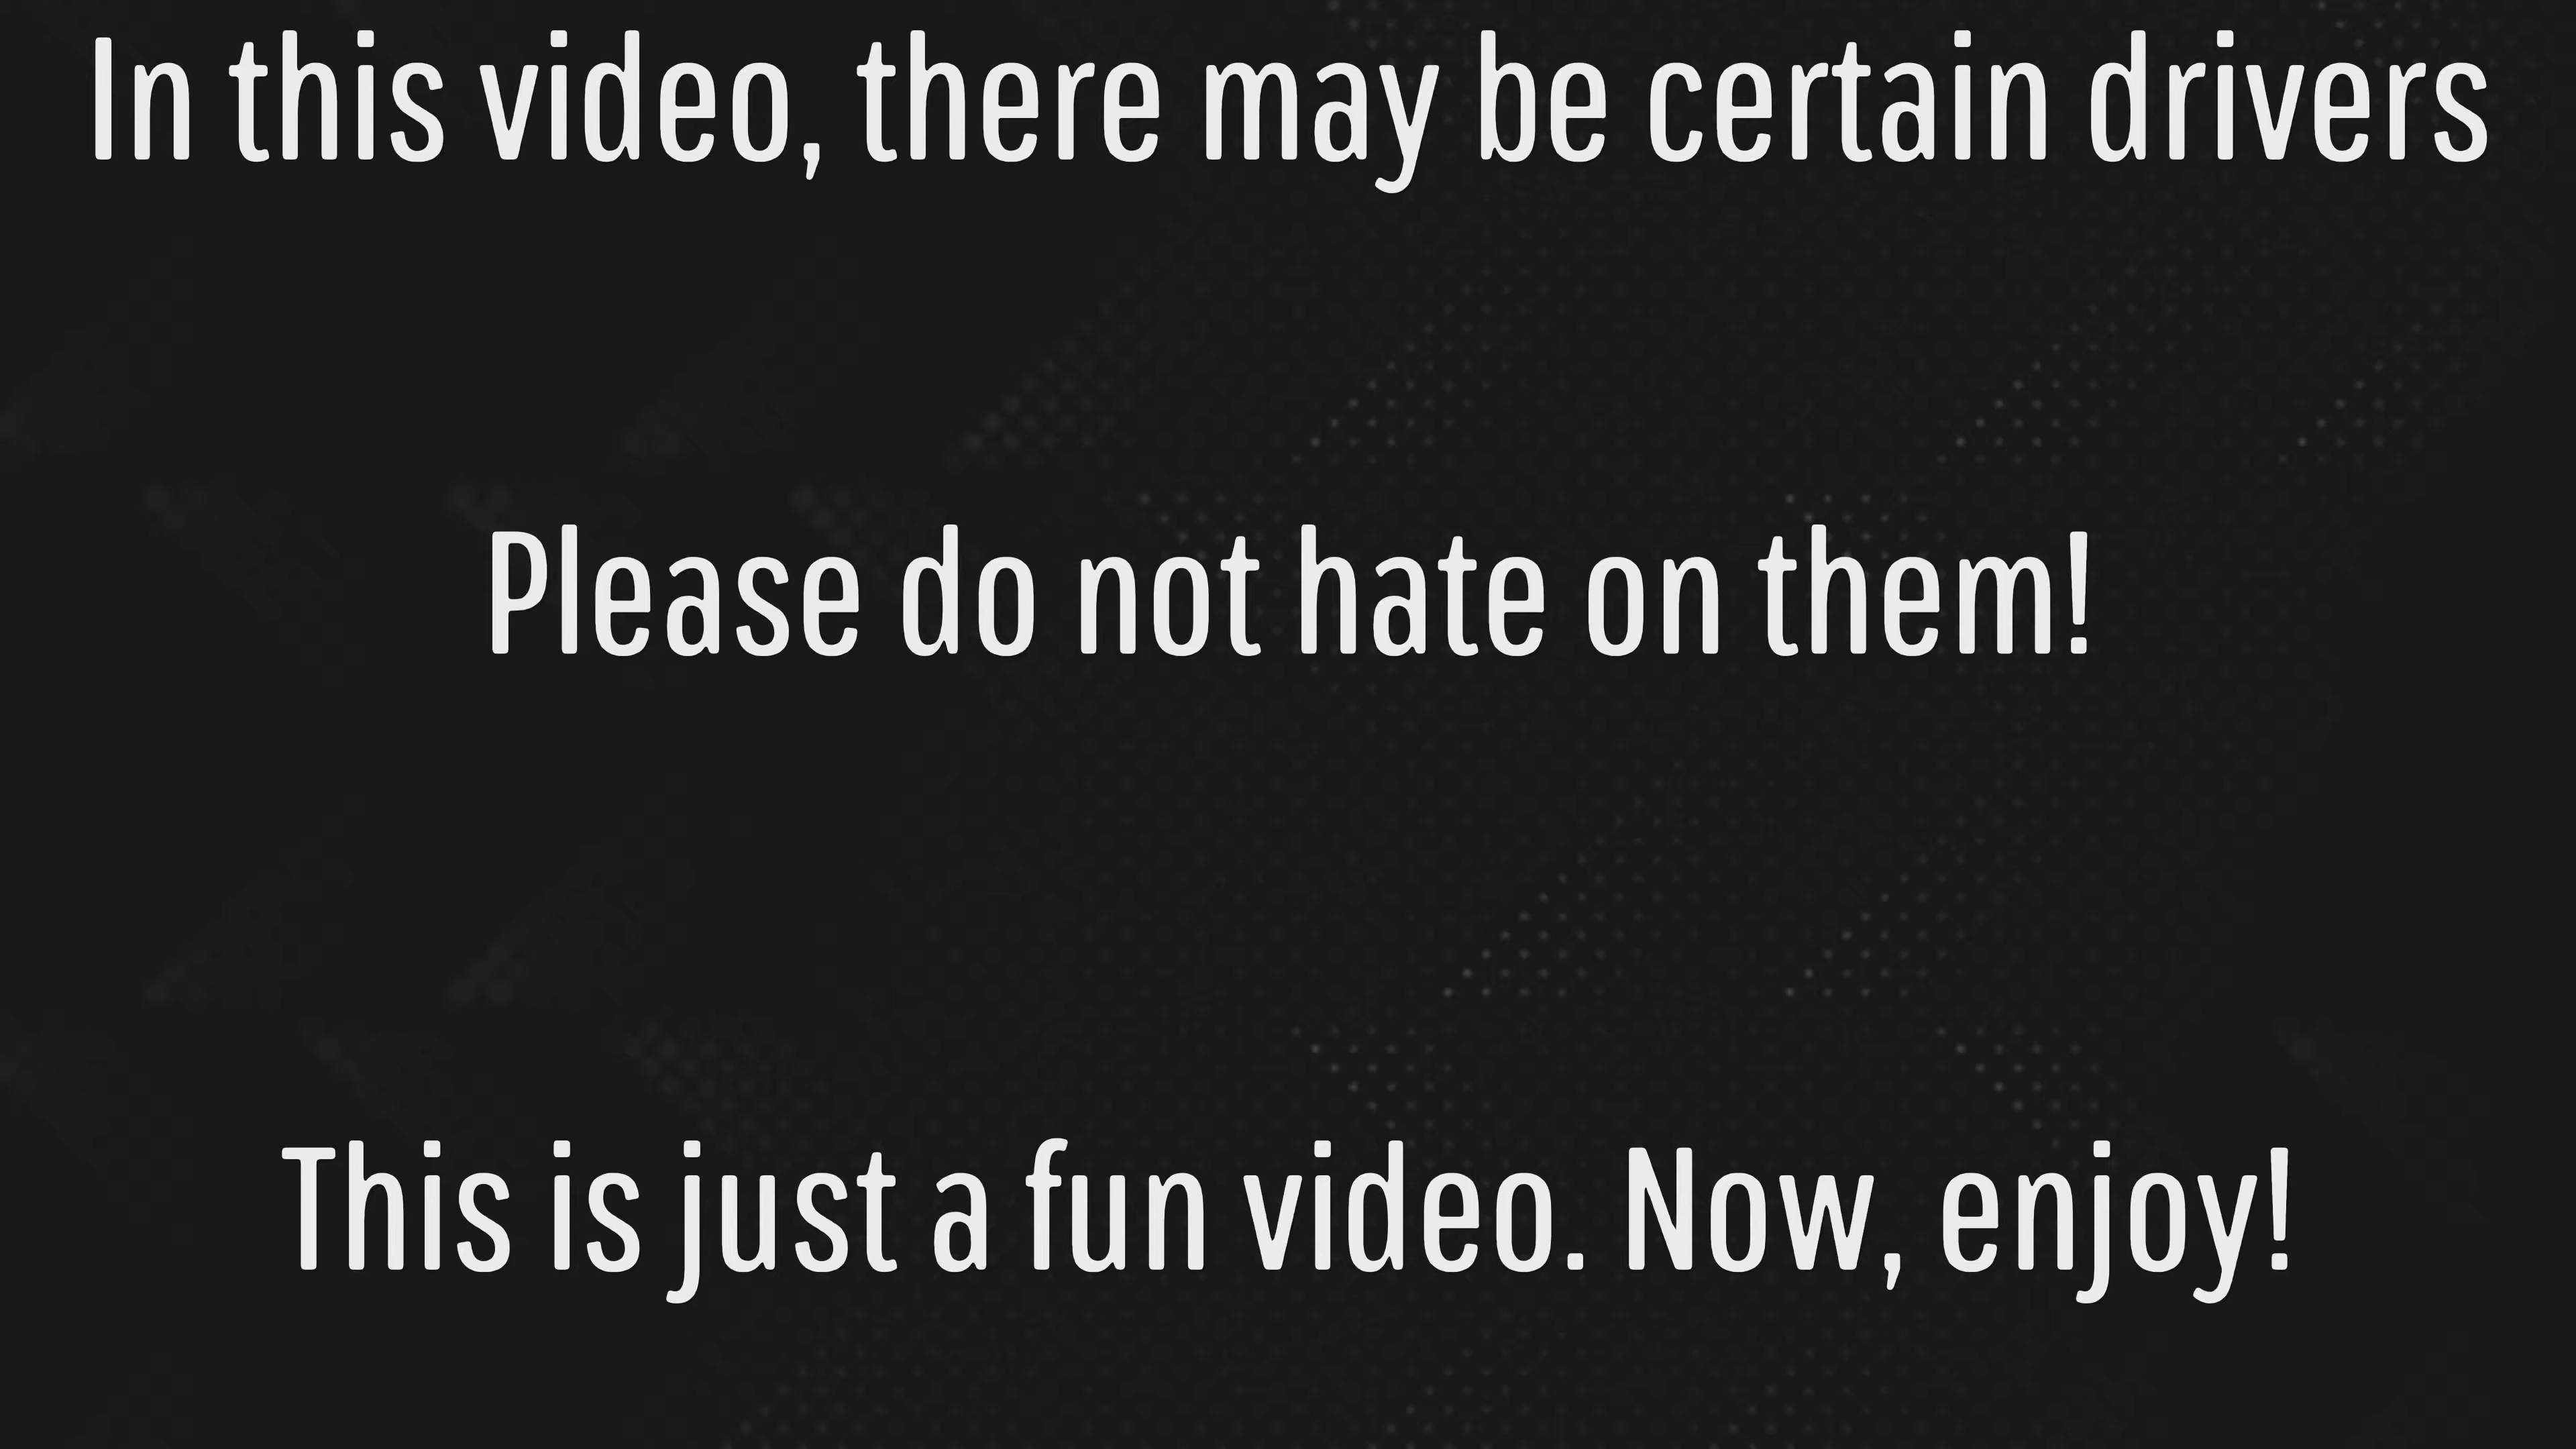 In this video, there may be certain drivers
Please do not hate on them!
This is just a fun video. Now, enjoy!